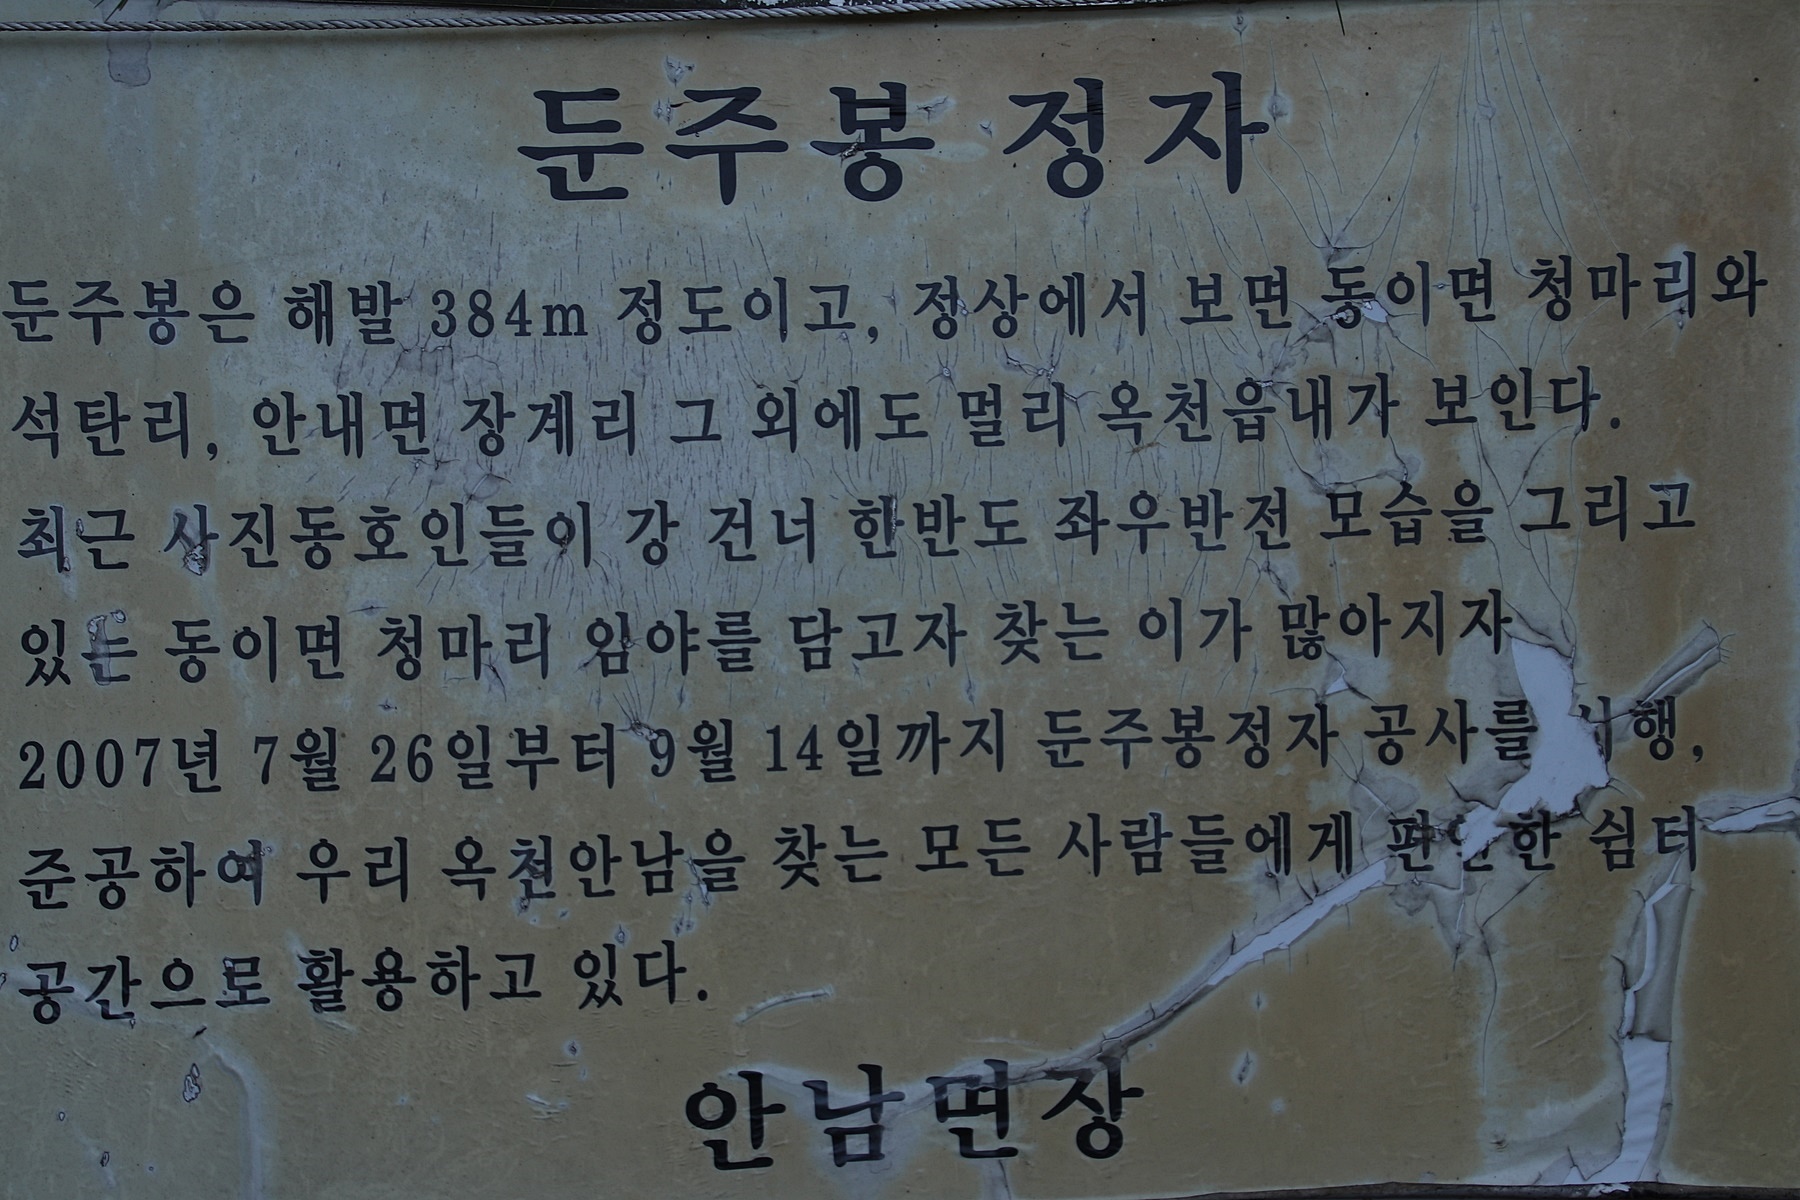 둔주봉 정자
둔주봉은 해발 384m 정도이고, 정상에서 보면 동이면 청마리와
석탄리, 안내면 장계리 그 외에도 멀리 옥천읍내가 보인다.
최근 사진동호인들이 강 건너 한반도 좌우반전 모습을 그리고
있는 동이면 청마리 임야를 담고자 찾는 이가 많아지자
2007년 7월 26일부터 9월 14일까지 둔주봉정자 공사를 시행,
준공하여 우리 옥천안남을 찾는 모든 사람들에게 편안한 쉼터
공간으로 활용하고 있다.
안남면장